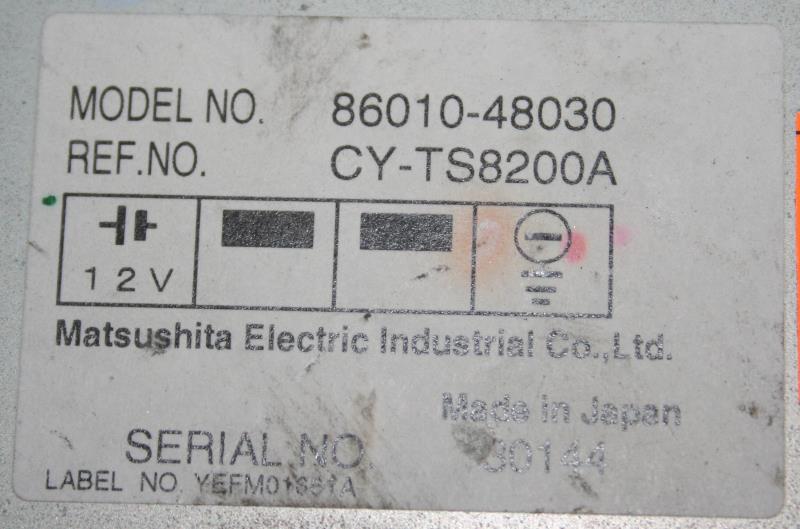 MODEL NO. 86010-48030
REF.NO. CY-TS8200A
12V
Matsushita Electric Industrial Co.,Ltd.
Made in Japan
SERIAL NO. 30144
LABEL NO.